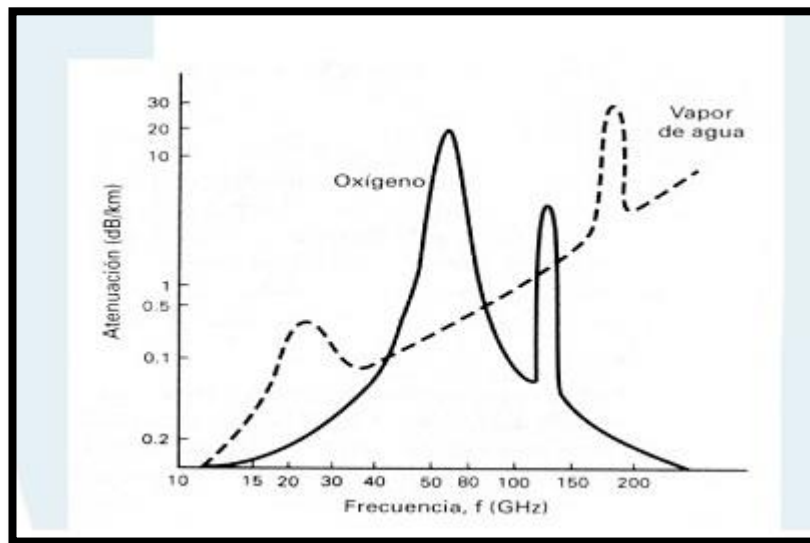 30
20
10
1
0.5
0.1
0.2
Atenuación (dB/km)
Oxígeno
Vapor
de agua
10 15 20 30 40 50 60 80 100 150 200
Frecuencia, f (GHz)